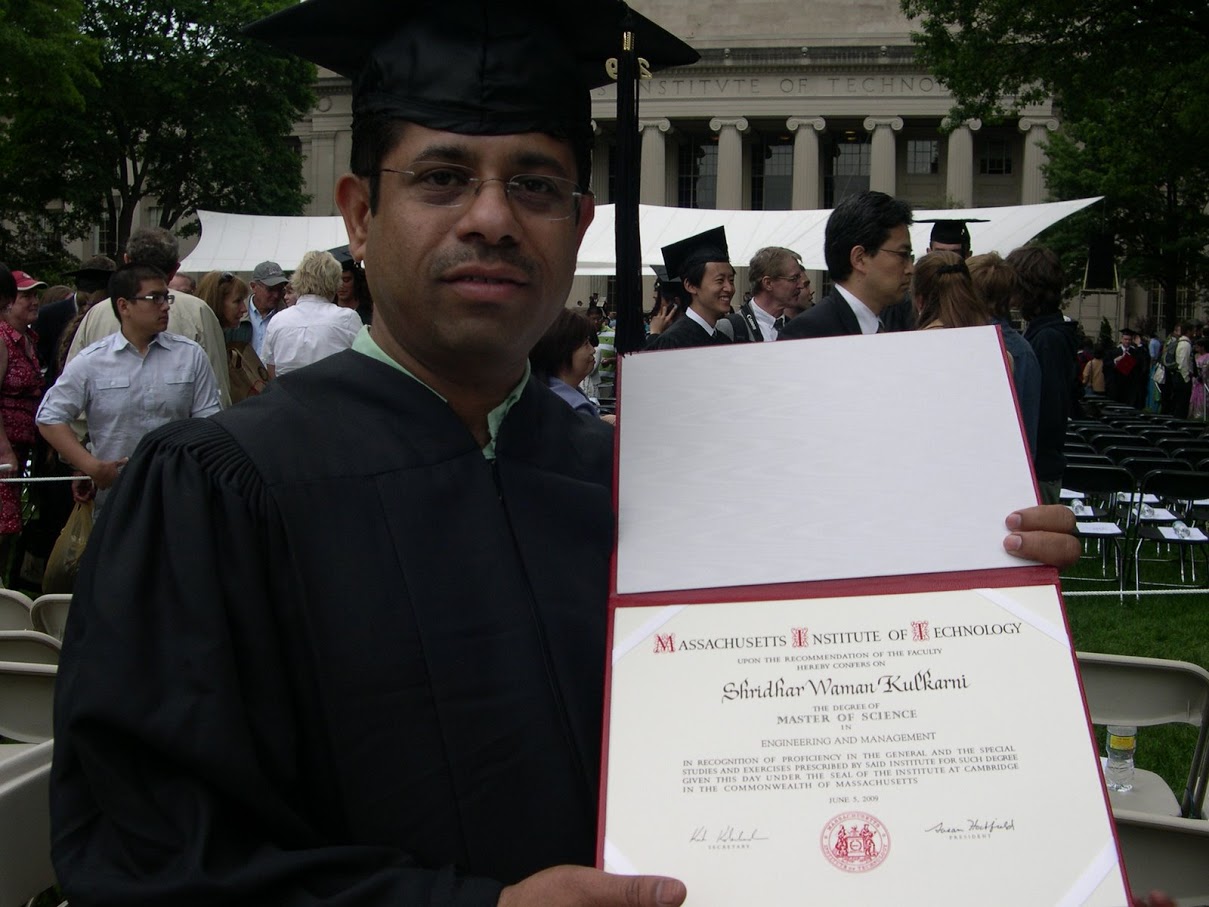 09
S INSTITVTE OF TECHNO
MASSACHUSETTS INSTITUTE OF TECHNOLOGY
UPON THE RECOMMENDATION OF THE FACULTY
HEREBY CONFERS ON
Shridhar Waman Kulkarni
THE DEGREE OF
MASTER OF SCIENCE
IN
ENGINEERING AND MANAGEMENT
IN RECOGNITION OF PROFICIENCY IN THE GENERAL AND THE SPECIAL
STUDIES AND EXERCISES PRESCRIBED BY SAID INSTITUTE FOR SUCH DEGREE
GIVEN THIS DAY UNDER THE SEAL OF THE INSTITUTE AT CAMBRIDGE
IN THE COMMONWEALTH OF MASSACHUSETTS
JUNE 5, 2009
Susan Hockfield
SECRETARY
PRESIDENT